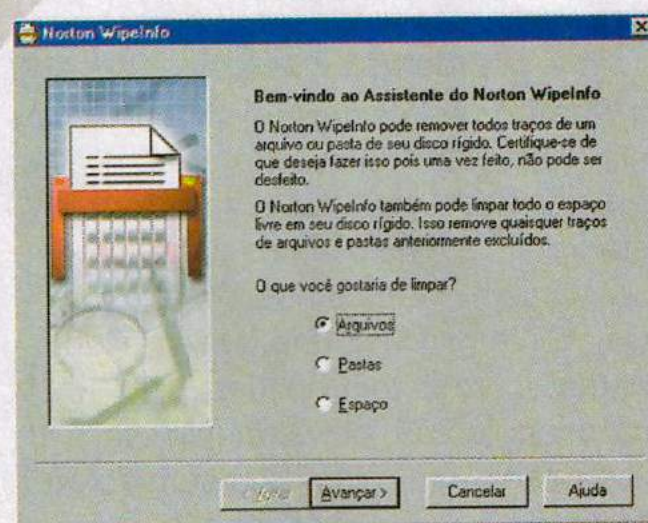 Norton WipeInfo
Bem-vindo ao Assistente do Norton WipeInfo
O Norton WipeInfo pode remover todos traços de um
arquivo ou pasta de seu disco rígido. Certifique-se de
que deseja fazer isso pois uma vez feito, não pode ser
desfeito.
O Norton WipeInfo também pode limpar todo o espaço
livre em seu disco rígido. Isso remove quaisquer traços
de arquivos e pastas anteriormente excluídos.
O que você gostaria de limpar?
Arquivos
Pastas
Espaço
Avançar > Cancelar Ajuda